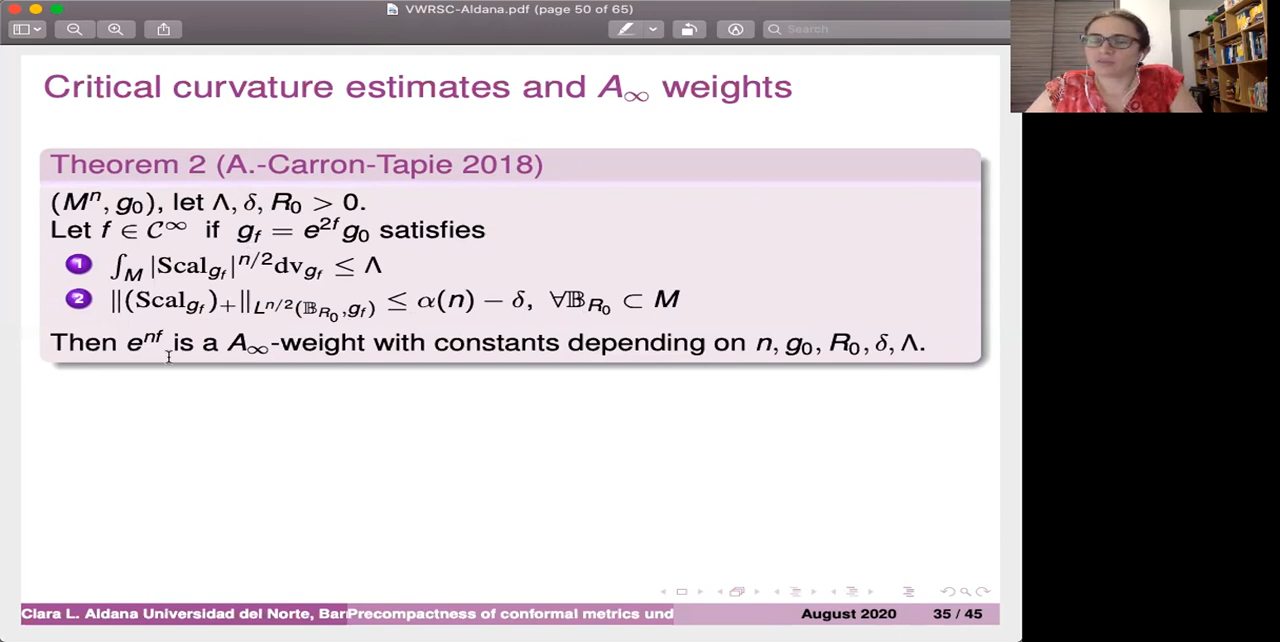 VWRSC-Aldana.pdf (page 50 of 65)
Search
Critical curvature estimates and A∞ weights
Theorem 2 (A.-Carron-Tapie 2018)
(Mⁿ, g₀), let Λ, δ, R₀ > 0.
Let f ∈ C^∞ if g_f = e^{2f} g₀ satisfies
1 ∫_M |Scal_{g_f}|^{n/2} dv_{g_f} ≤ Λ
2 ‖(Scal_{g_f})₊‖_{L^{n/2}(𝔹_{R₀}, g_f)} ≤ α(n) − δ, ∀𝔹_{R₀} ⊂ M
Then e^{nf} is a A∞-weight with constants depending on n, g₀, R₀, δ, Λ.
Clara L. Aldana Universidad del Norte, Bar Precompactness of conformal metrics und August 2020 35 / 45